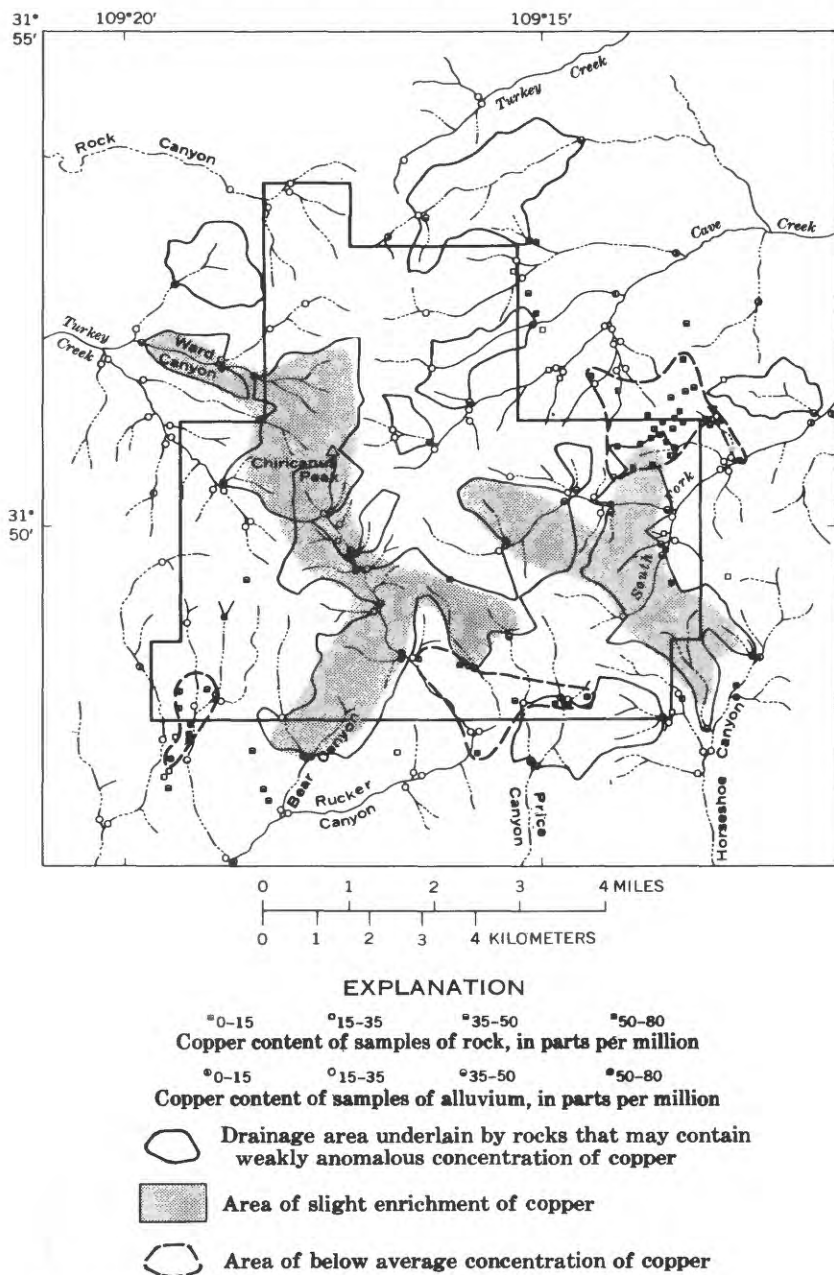 109°20'
109°15'
31°
55'
Turkey Creek
Rock Canyon
Cave Creek
Turkey Creek
Ward Canyon
Chiricahua Peak
31°
50'
South Fork
Bear Canyon
Rucker Canyon
Price Canyon
Horseshoe Canyon
0 1 2 3 4 MILES
0 1 2 3 4 KILOMETERS
EXPLANATION
0–15 15–35 35–50 50–80
Copper content of samples of rock, in parts per million
0–15 15–35 35–50 50–80
Copper content of samples of alluvium, in parts per million
Drainage area underlain by rocks that may contain
weakly anomalous concentration of copper
Area of slight enrichment of copper
Area of below average concentration of copper